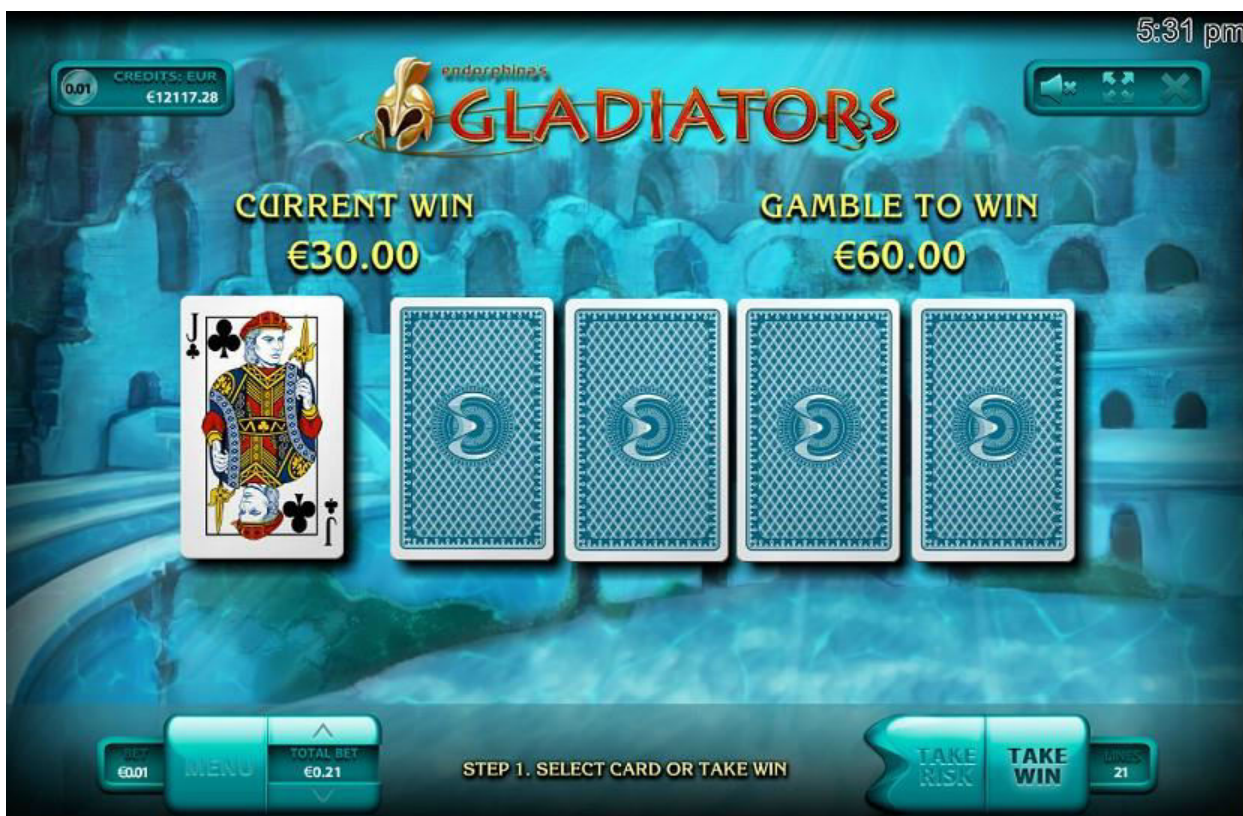 5:31 pm
0.01
CREDITS: EUR
€12117.28
endorphina's
GLADIATORS
CURRENT WIN
€30.00
GAMBLE TO WIN
€60.00
J
J
BET
€0.01
MENU
TOTAL BET
€0.21
STEP 1. SELECT CARD OR TAKE WIN
TAKE
RISK
TAKE
WIN
LINES
21